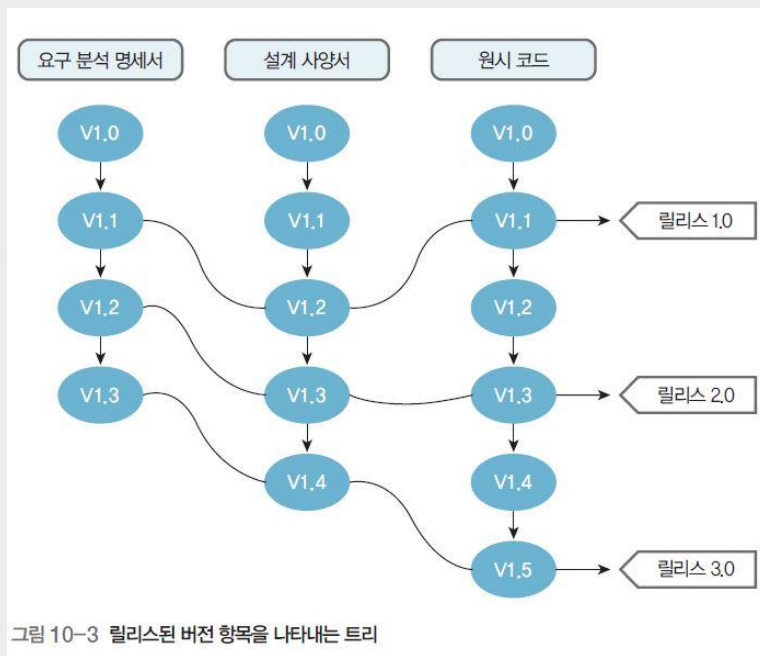 요구 분석 명세서
설계 사양서
원시 코드
V1.0
V1.0
V1.0
V1.1
V1.1
V1.1
릴리스 1.0
V1.2
V1.2
V1.2
V1.3
V1.3
V1.3
릴리스 2.0
V1.4
V1.4
V1.5
릴리스 3.0
그림 10-3 릴리스된 버전 항목을 나타내는 트리